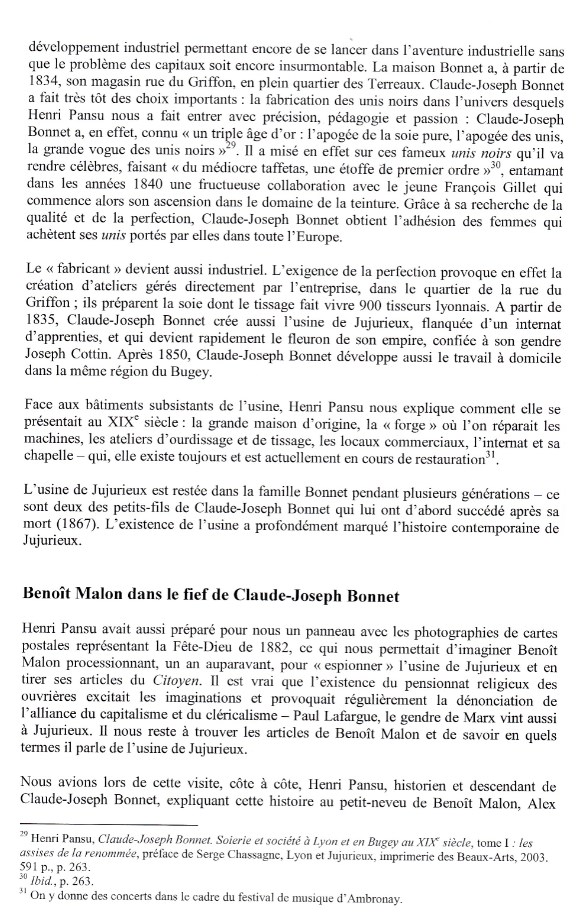 développement industriel permettant encore de se lancer dans l'aventure industrielle sans
que le problème des capitaux soit encore insurmontable. La maison Bonnet a, à partir de
1834, son magasin rue du Griffon, en plein quartier des Terreaux. Claude-Joseph Bonnet
a fait très tôt des choix importants : la fabrication des unis noirs dans l'univers desquels
Henri Pansu nous a fait entrer avec précision, pédagogie et passion : Claude-Joseph
Bonnet a, en effet, connu « un triple âge d'or : l'apogée de la soie pure, l'apogée des unis,
la grande vogue des unis noirs »²⁹. Il a misé en effet sur ces fameux unis noirs qu'il va
rendre célèbres, faisant « du médiocre taffetas, une étoffe de premier ordre »³⁰, entamant
dans les années 1840 une fructueuse collaboration avec le jeune François Gillet qui
commence alors son ascension dans le domaine de la teinture. Grâce à sa recherche de la
qualité et de la perfection, Claude-Joseph Bonnet obtient l'adhésion des femmes qui
achètent ses unis portés par elles dans toute l'Europe.

Le « fabricant » devient aussi industriel. L'exigence de la perfection provoque en effet la
création d'ateliers gérés directement par l'entreprise, dans le quartier de la rue du
Griffon ; ils préparent la soie dont le tissage fait vivre 900 tisseurs lyonnais. A partir de
1835, Claude-Joseph Bonnet crée aussi l'usine de Jujurieux, flanquée d'un internat
d'apprenties, et qui devient rapidement le fleuron de son empire, confiée à son gendre
Joseph Cottin. Après 1850, Claude-Joseph Bonnet développe aussi le travail à domicile
dans la même région du Bugey.

Face aux bâtiments subsistants de l'usine, Henri Pansu nous explique comment elle se
présentait au XIXᵉ siècle : la grande maison d'origine, la « forge » où l'on réparait les
machines, les ateliers d'ourdissage et de tissage, les locaux commerciaux, l'internat et sa
chapelle – qui, elle existe toujours et est actuellement en cours de restauration³¹.

L'usine de Jujurieux est restée dans la famille Bonnet pendant plusieurs générations – ce
sont deux des petits-fils de Claude-Joseph Bonnet qui lui ont d'abord succédé après sa
mort (1867). L'existence de l'usine a profondément marqué l'histoire contemporaine de
Jujurieux.

Benoît Malon dans le fief de Claude-Joseph Bonnet

Henri Pansu avait aussi préparé pour nous un panneau avec les photographies de cartes
postales représentant la Fête-Dieu de 1882, ce qui nous permettait d'imaginer Benoît
Malon processionnant, un an auparavant, pour « espionner » l'usine de Jujurieux et en
tirer ses articles du Citoyen. Il est vrai que l'existence du pensionnat religieux des
ouvrières excitait les imaginations et provoquait régulièrement la dénonciation de
l'alliance du capitalisme et du cléricalisme – Paul Lafargue, le gendre de Marx vint aussi
à Jujurieux. Il nous reste à trouver les articles de Benoît Malon et de savoir en quels
termes il parle de l'usine de Jujurieux.

Nous avions lors de cette visite, côte à côte, Henri Pansu, historien et descendant de
Claude-Joseph Bonnet, expliquant cette histoire au petit-neveu de Benoît Malon, Alex

²⁹ Henri Pansu, Claude-Joseph Bonnet. Soierie et société à Lyon et en Bugey au XIXᵉ siècle, tome I : les
assises de la renommée, préface de Serge Chassagne, Lyon et Jujurieux, imprimerie des Beaux-Arts, 2003.
591 p., p. 263.
³⁰ Ibid., p. 263.
³¹ On y donne des concerts dans le cadre du festival de musique d'Ambronay.